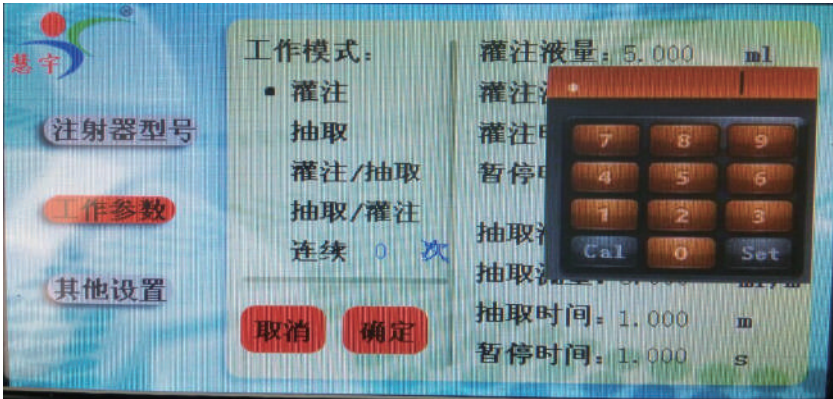 慧宇
®
注射器型号
工作参数
其他设置
工作模式:
▪ 灌注
抽取
灌注/抽取
抽取/灌注
连续 0 次
取消
确定
灌注液量: 5.000 ml
灌注
灌注
暂停
抽取
抽取
抽取时间: 1.000 m
暂停时间: 1.000 s
7 8 9
4 5 6
1 2 3
Cal 0 Set